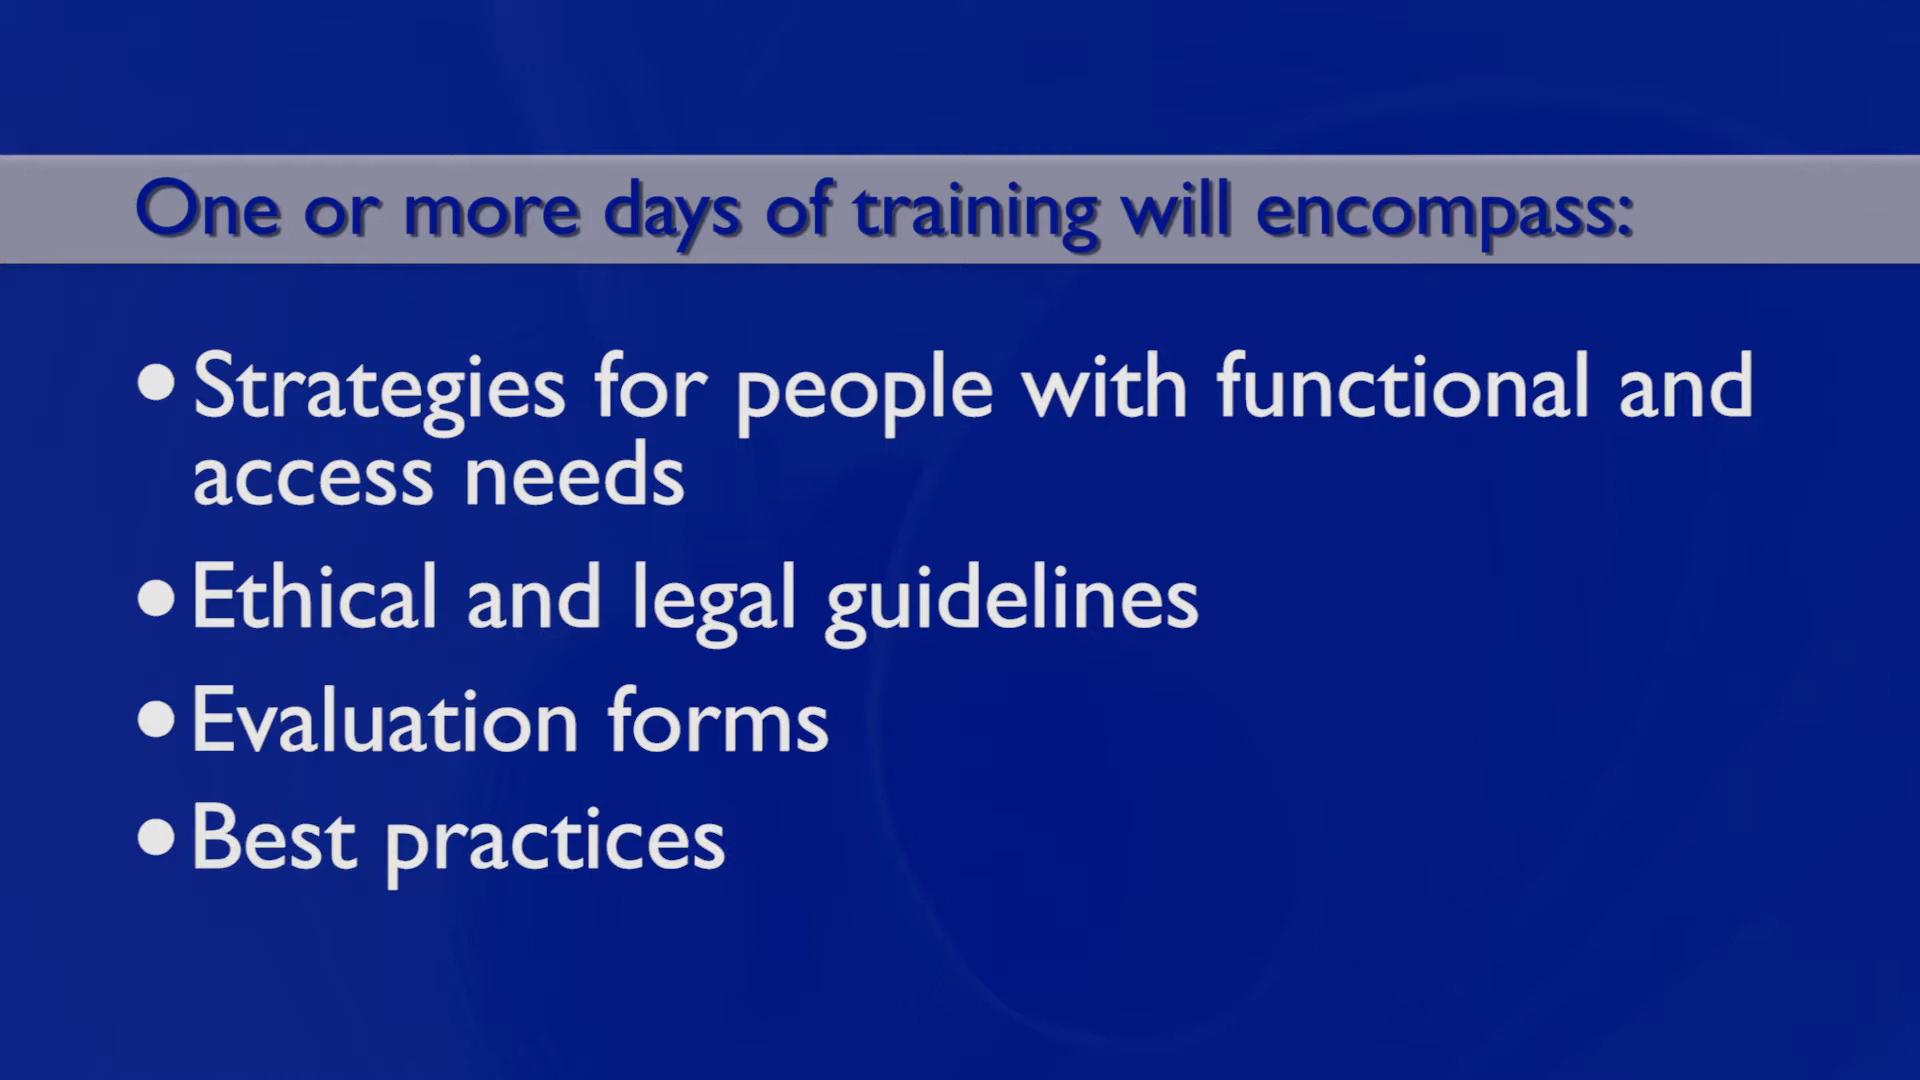 One or more days of training will encompass:
• Strategies for people with functional and
access needs
• Ethical and legal guidelines
• Evaluation forms
• Best practices